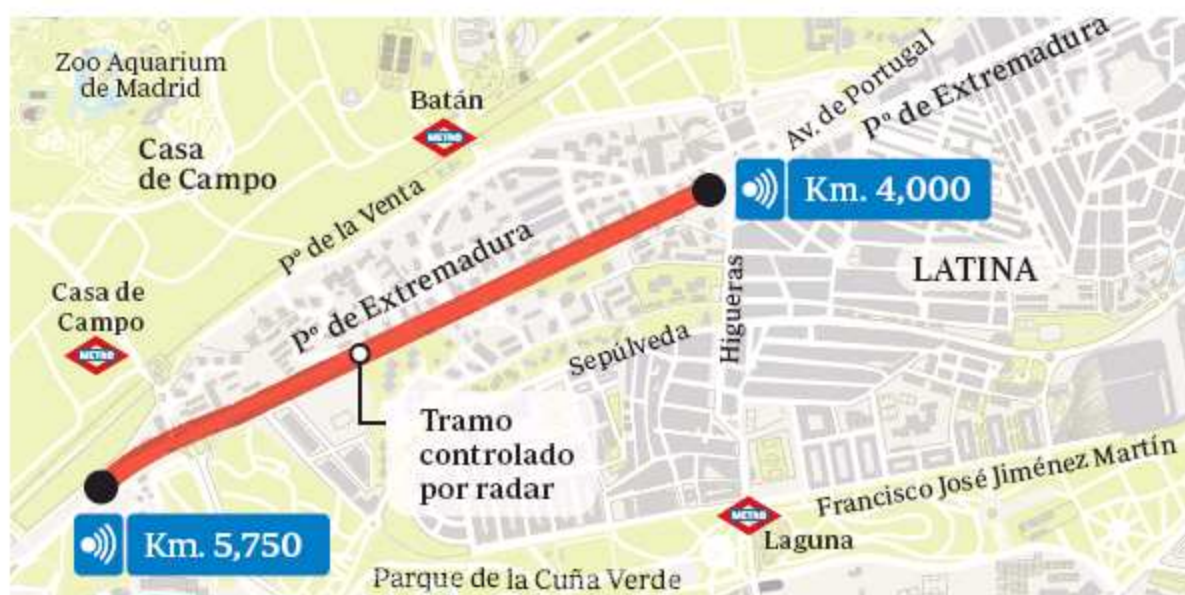 Zoo Aquarium
de Madrid
Casa
de Campo
Batán
METRO
Av. de Portugal
Pº de Extremadura
Km. 4,000
Pº de la Venta
Pº de Extremadura
LATINA
Casa de
Campo
METRO
Higueras
Sepúlveda
Tramo
controlado
por radar
Francisco José Jiménez Martín
METRO
Laguna
Km. 5,750
Parque de la Cuña Verde